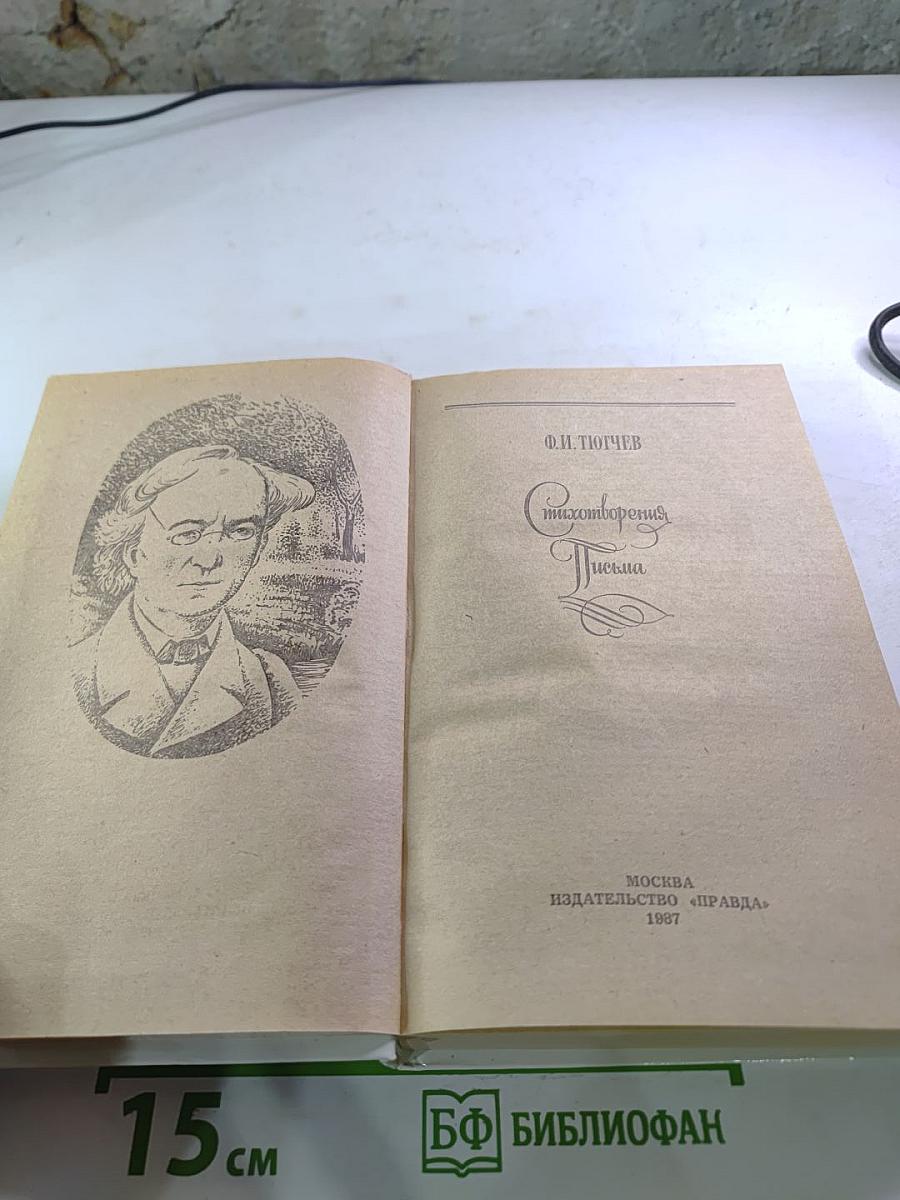 Ф.И. ТЮТЧЕВ
Стихотворения
Письма
МОСКВА
ИЗДАТЕЛЬСТВО «ПРАВДА»
1987
15 см
БФ БИБЛИОФАН